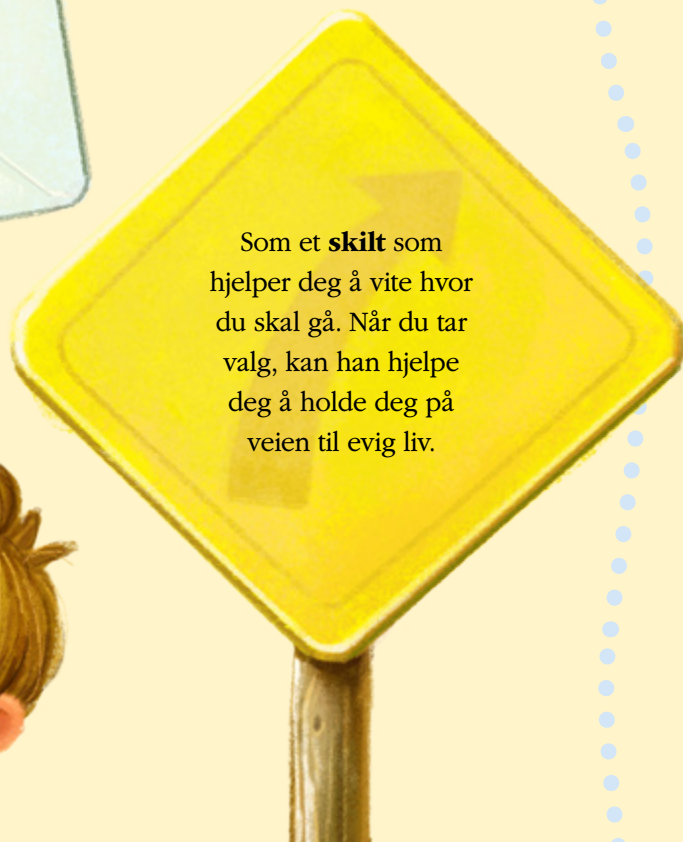 Som et skilt som
hjelper deg å vite hvor
du skal gå. Når du tar
valg, kan han hjelpe
deg å holde deg på
veien til evig liv.